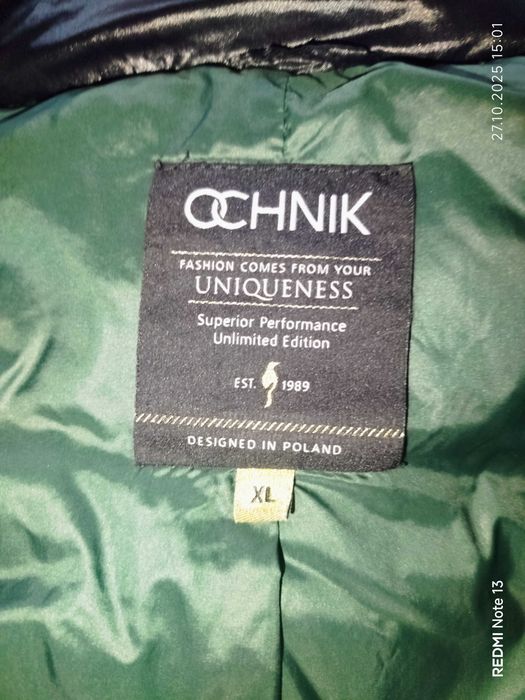 OCHNIK
FASHION COMES FROM YOUR
UNIQUENESS
Superior Performance
Unlimited Edition
EST. 1989
DESIGNED IN POLAND
XL
27.10.2025 15:01
REDMI Note 13